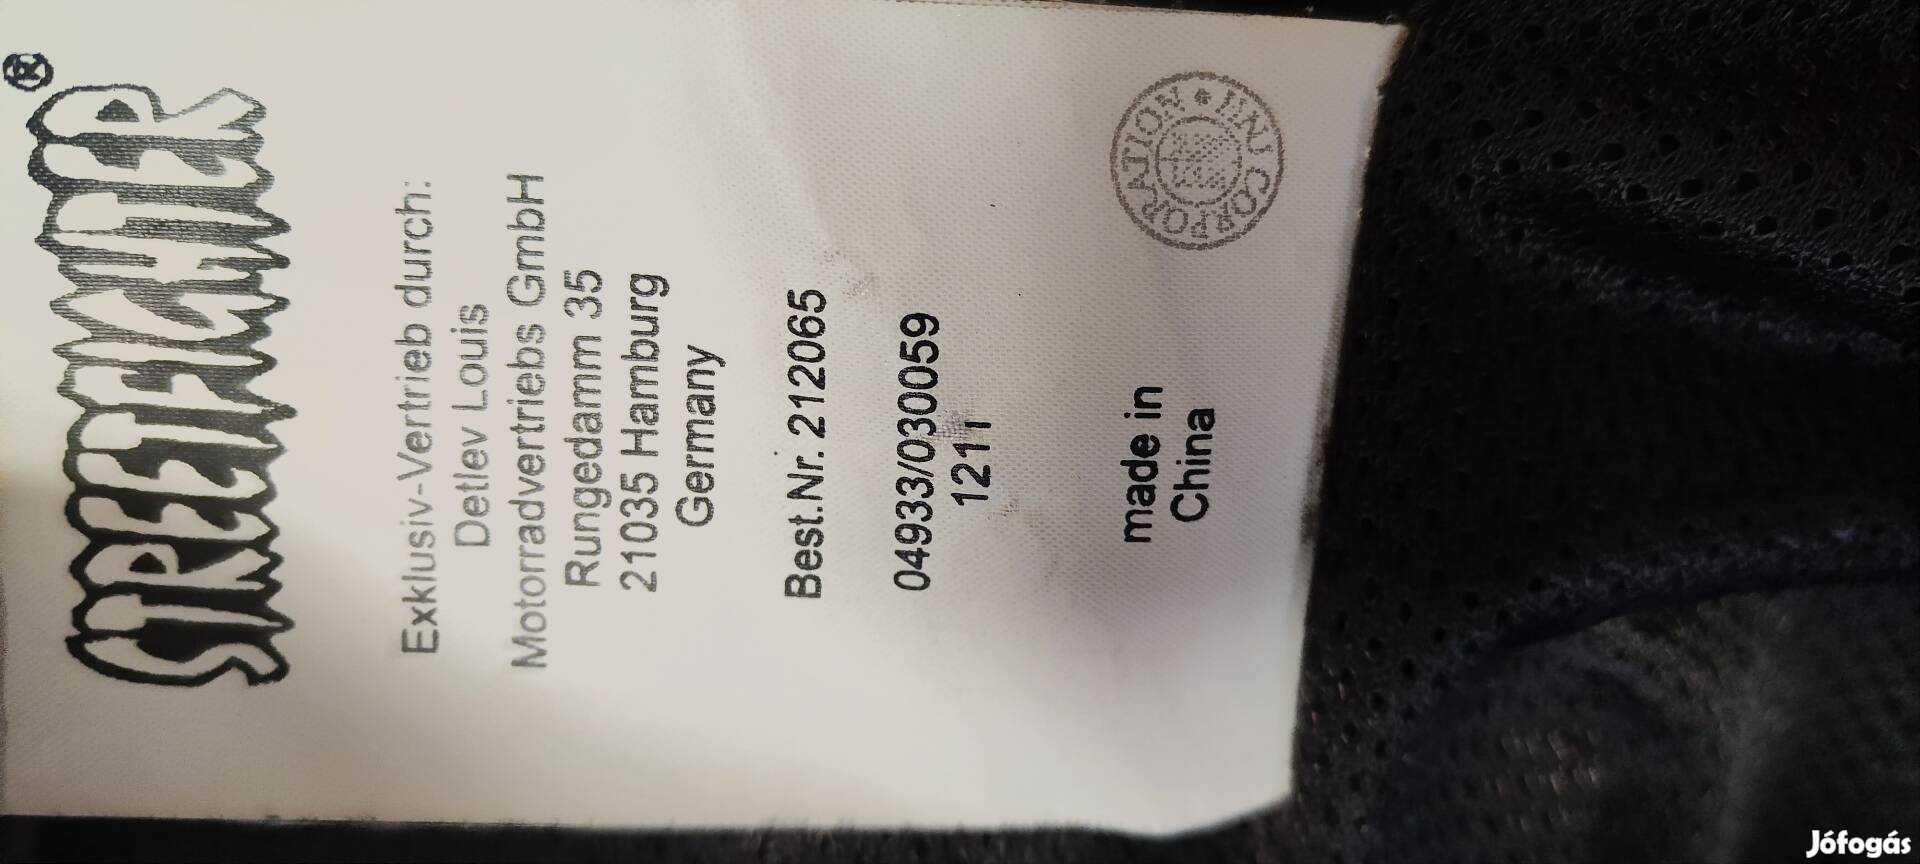 STREETFIGHTER®
Exklusiv-Vertrieb durch:
Detlev Louis
Motorradvertriebs GmbH
Rungedamm 35
21035 Hamburg
Germany
Best.Nr. 212065
04933/030059
1211
made in
China
CORPORATION
Jófogás